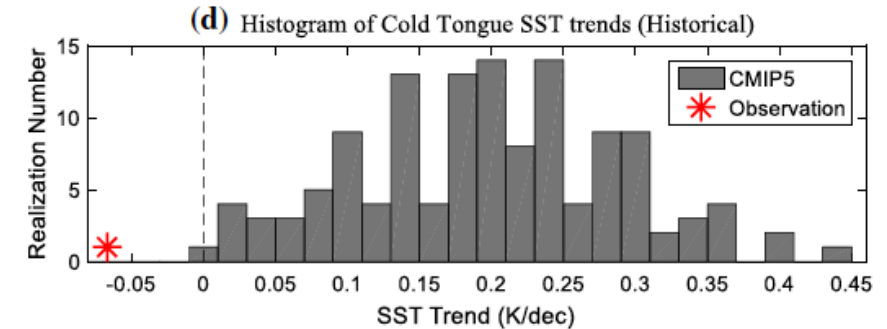 (d) Histogram of Cold Tongue SST trends (Historical)
15
10
5
0
Realization Number
CMIP5
Observation
-0.05 0 0.05 0.1 0.15 0.2 0.25 0.3 0.35 0.4 0.45
SST Trend (K/dec)